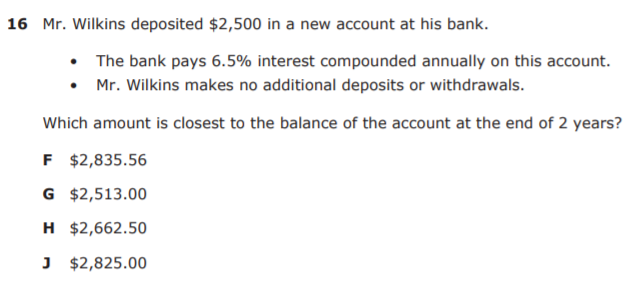 16 Mr. Wilkins deposited $2,500 in a new account at his bank.
• The bank pays 6.5% interest compounded annually on this account.
• Mr. Wilkins makes no additional deposits or withdrawals.
Which amount is closest to the balance of the account at the end of 2 years?
F $2,835.56
G $2,513.00
H $2,662.50
J $2,825.00